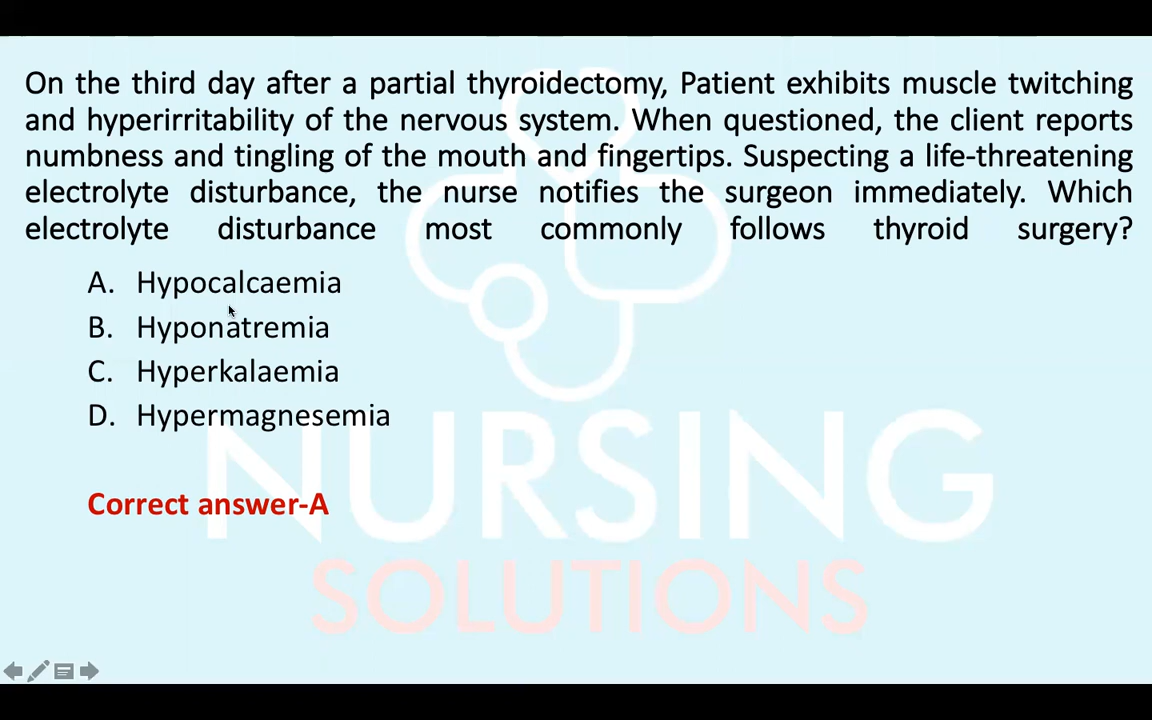 On the third day after a partial thyroidectomy, Patient exhibits muscle twitching
and hyperirritability of the nervous system. When questioned, the client reports
numbness and tingling of the mouth and fingertips. Suspecting a life-threatening
electrolyte disturbance, the nurse notifies the surgeon immediately. Which
electrolyte disturbance most commonly follows thyroid surgery?
A. Hypocalcaemia
B. Hyponatremia
C. Hyperkalaemia
D. Hypermagnesemia
Correct answer-A
NURSING
SOLUTIONS